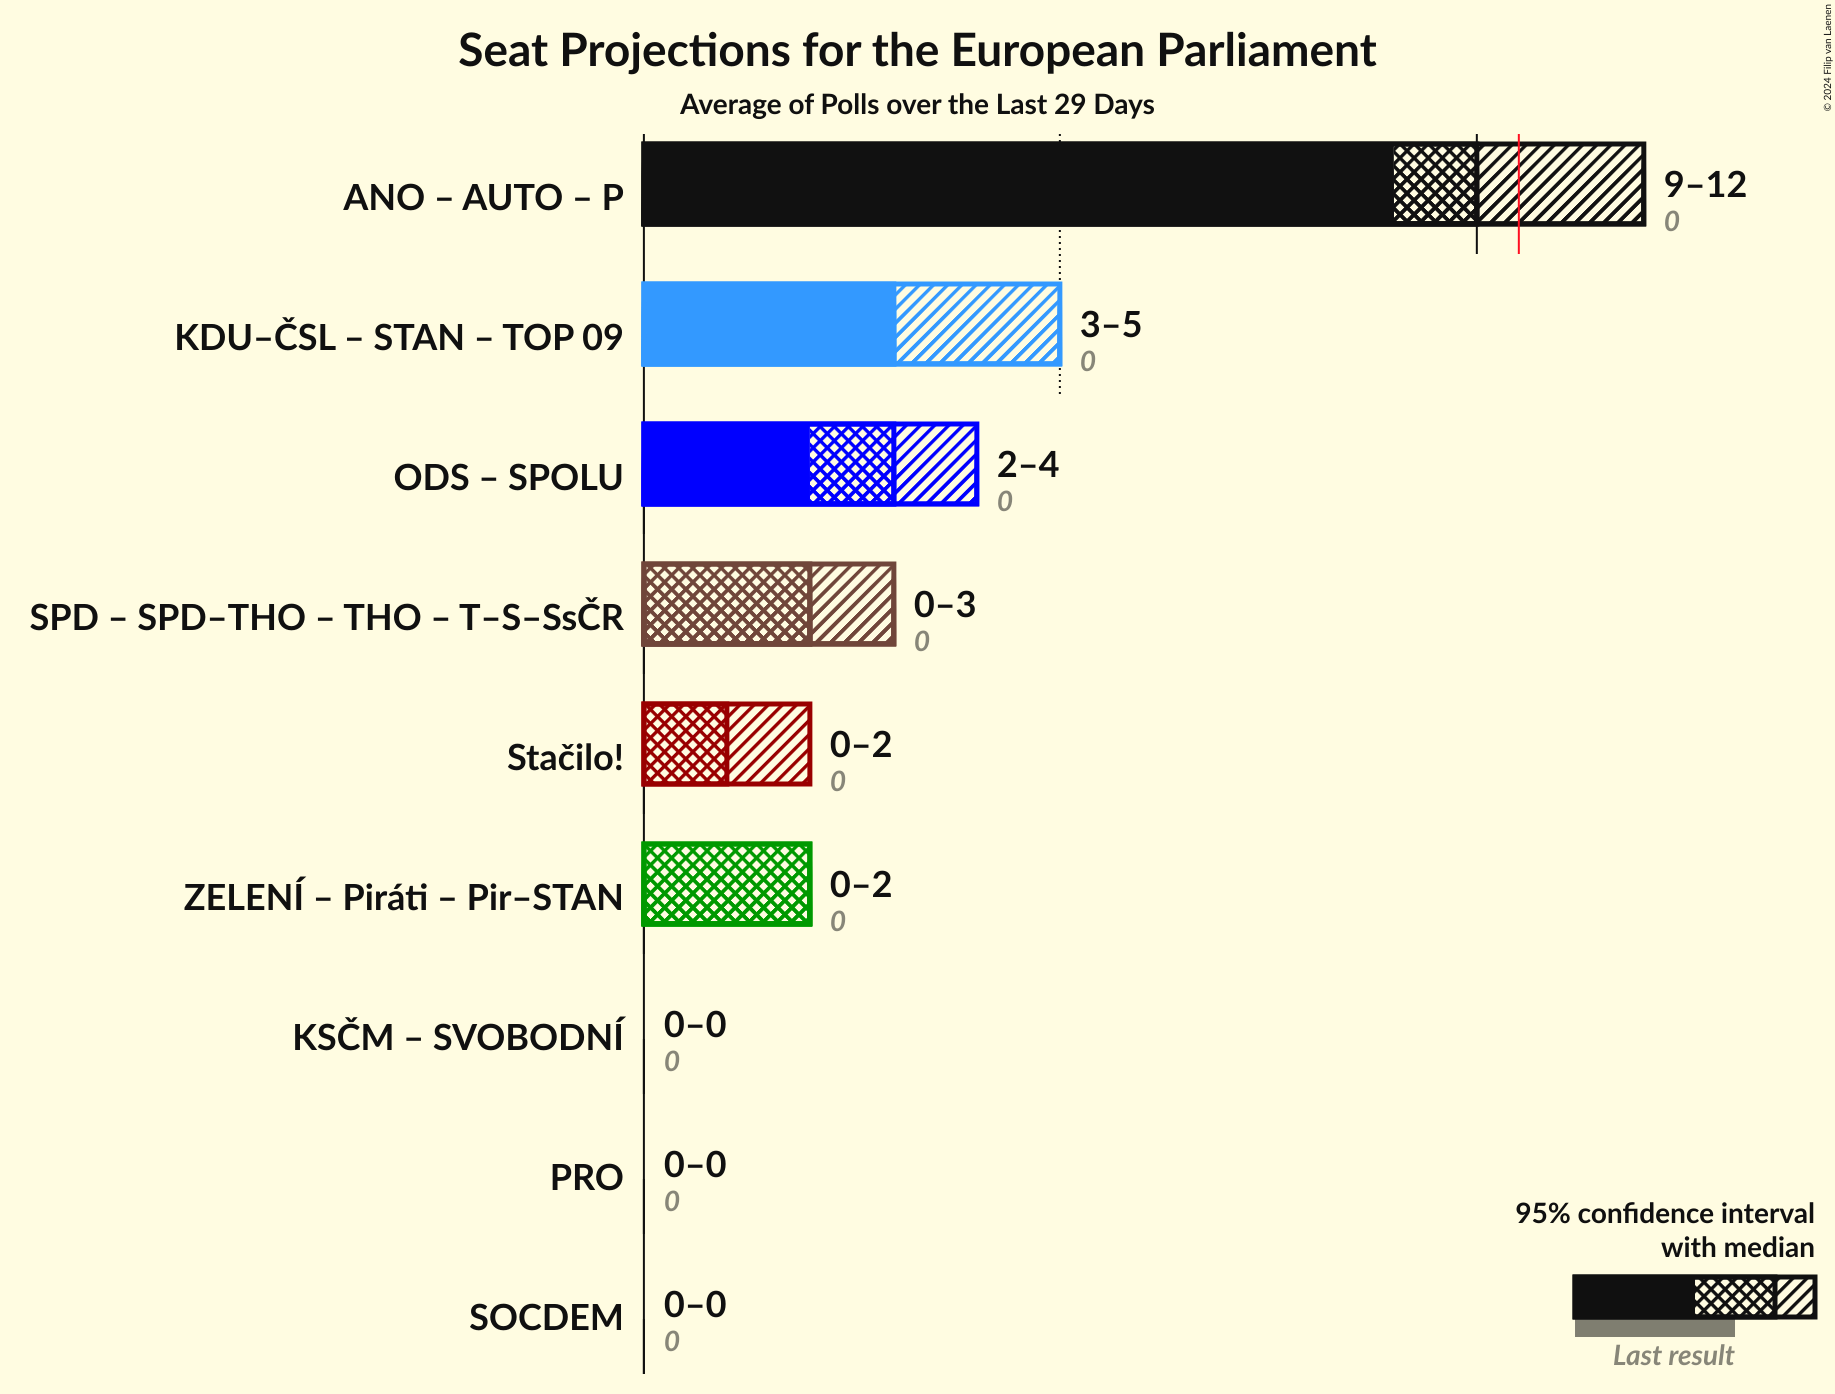 Seat Projections for the European Parliament
Average of Polls over the Last 29 Days
© 2024 Filip van Laenen
ANO – AUTO – P
9–12
0
KDU–ČSL – STAN – TOP 09
3–5
0
ODS – SPOLU
2–4
0
SPD – SPD–THO – THO – T–S–SsČR
0–3
0
Stačilo!
0–2
0
ZELENÍ – Piráti – Pir–STAN
0–2
0
KSČM – SVOBODNÍ
0–0
0
PRO
0–0
0
SOCDEM
0–0
0
95% confidence interval
with median
Last result